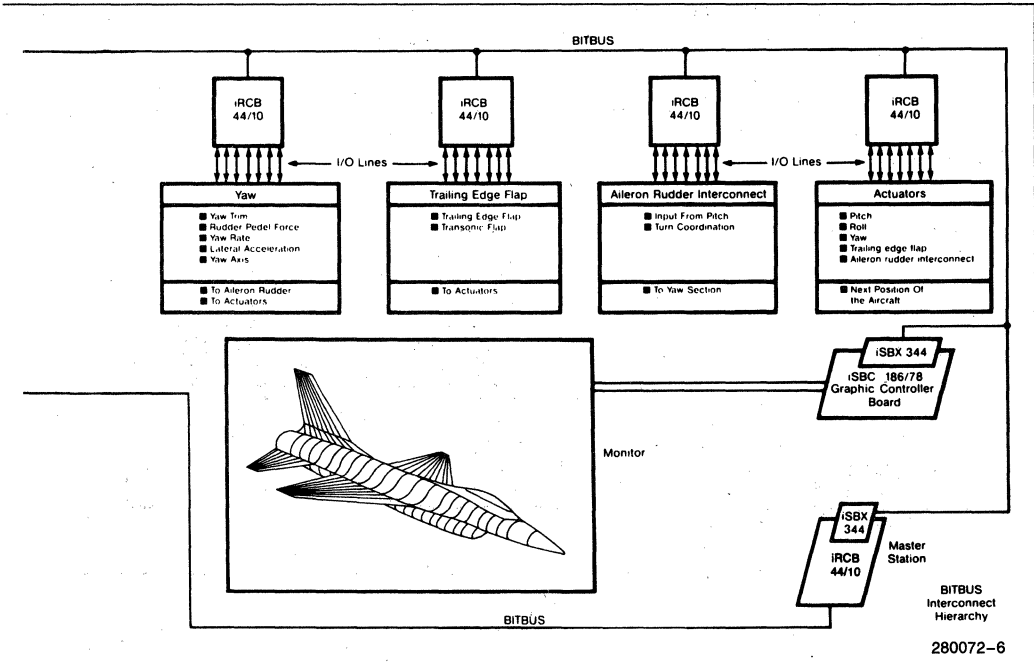 BITBUS
iRCB
44/10
iRCB
44/10
iRCB
44/10
iRCB
44/10
I/O Lines
I/O Lines
Yaw
■ Yaw Trim
■ Rudder Pedel Force
■ Yaw Rate
■ Lateral Acceleration
■ Yaw Axis
■ To Aileron Rudder
■ To Actuators
Trailing Edge Flap
■ Trailing Edge Flap
■ Transonic Flap
■ To Actuators
Aileron Rudder Interconnect
■ Input From Pitch
■ Turn Coordination
■ To Yaw Section
Actuators
■ Pitch
■ Roll
■ Yaw
■ Trailing edge flap
■ Aileron rudder interconnect
■ Next Position Of
the Aircraft
iSBX 344
iSBC 186/78
Graphic Controller
Board
Monitor
iSBX
344
iRCB
44/10
Master
Station
BITBUS
BITBUS
Interconnect
Hierarchy
280072–6